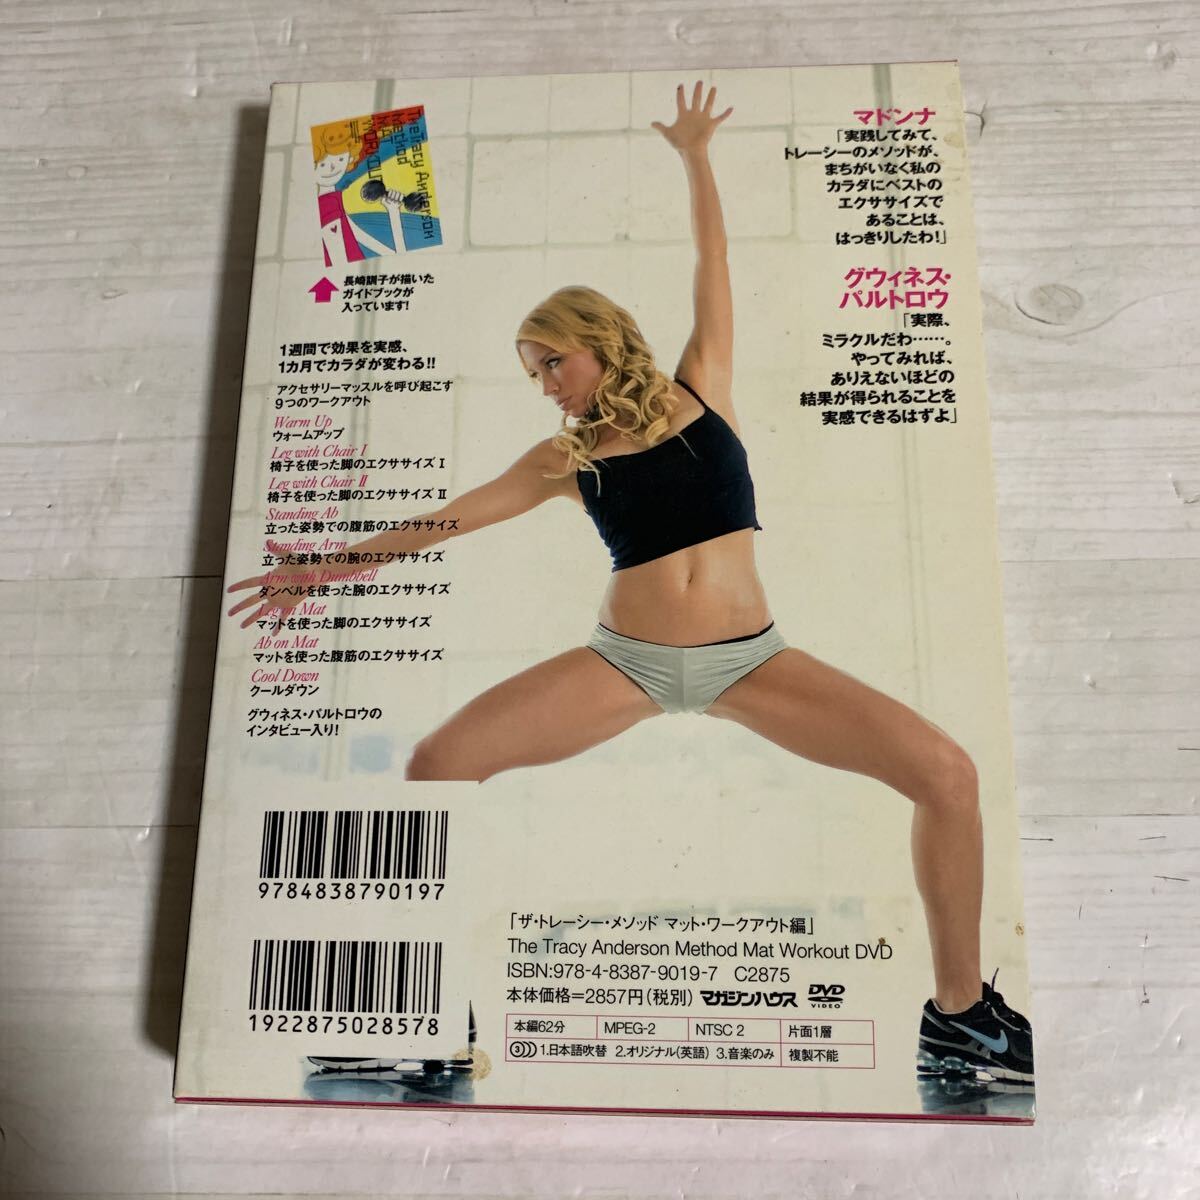 The Tracy Anderson
Method
MAT
WORKOUT
長崎訓子が描いた
ガイドブックが
入っています!
1週間で効果を実感、
1カ月でカラダが変わる!!
アクセサリーマッスルを呼び起こす
9つのワークアウト
Warm Up
ウォームアップ
Leg with Chair I
椅子を使った脚のエクササイズ I
Leg with Chair II
椅子を使った脚のエクササイズ II
Standing Ab
立った姿勢での腹筋のエクササイズ
Standing Arm
立った姿勢での腕のエクササイズ
Arm with Dumbbell
ダンベルを使った腕のエクササイズ
Leg on Mat
マットを使った脚のエクササイズ
Ab on Mat
マットを使った腹筋のエクササイズ
Cool Down
クールダウン
グウィネス・パルトロウの
インタビュー入り!
マドンナ
「実践してみて、
トレーシーのメソッドが、
まちがいなく私の
カラダにベストの
エクササイズで
あることは、
はっきりしたわ!」
グウィネス・
パルトロウ
「実際、
ミラクルだわ……。
やってみれば、
ありえないほどの
結果が得られることを
実感できるはずよ」
9784838790197
1922875028578
「ザ・トレーシー・メソッド マット・ワークアウト編」
The Tracy Anderson Method Mat Workout DVD
ISBN:978-4-8387-9019-7 C2875
本体価格=2857円(税別) マガジンハウス DVD VIDEO
本編62分 MPEG-2 NTSC 2 片面1層
3 1.日本語吹替 2.オリジナル(英語) 3.音楽のみ 複製不能